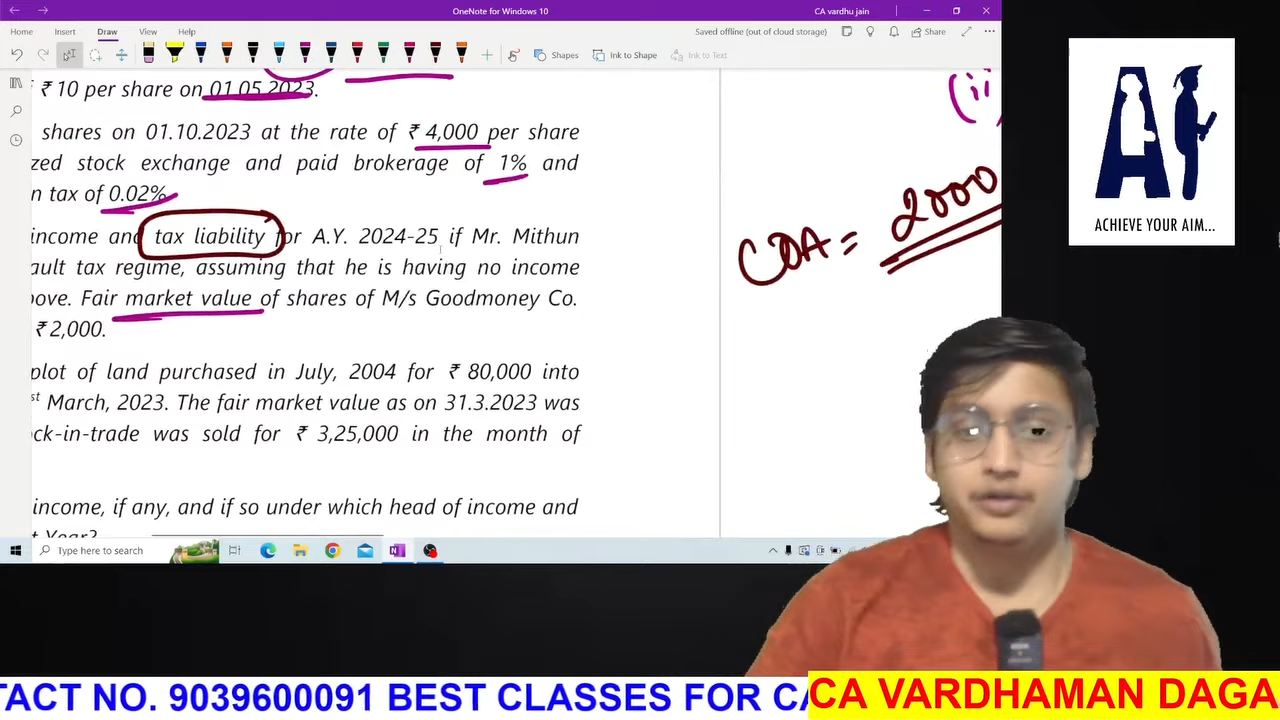 OneNote for Windows 10
CA vardhu jain
Home Insert Draw View Help
Saved offline (out of cloud storage)
Share
Shapes
Ink to Shape
Ink to Text
₹ 10 per share on 01.05.2023.
shares on 01.10.2023 at the rate of ₹ 4,000 per share
zed stock exchange and paid brokerage of 1% and
n tax of 0.02%
income and tax liability for A.Y. 2024-25 if Mr. Mithun
ault tax regime, assuming that he is having no income
ove. Fair market value of shares of M/s Goodmoney Co.
₹ 2,000.
plot of land purchased in July, 2004 for ₹ 80,000 into
st March, 2023. The fair market value as on 31.3.2023 was
ck-in-trade was sold for ₹ 3,25,000 in the month of
income, if any, and if so under which head of income and
(ii
COA = 2000
AI
ACHIEVE YOUR AIM...
Type here to search
TACT NO. 9039600091 BEST CLASSES FOR CA
CA VARDHAMAN DAGA